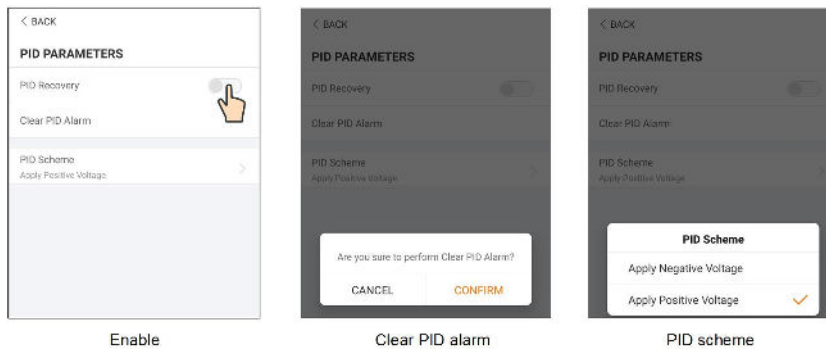 < BACK
PID PARAMETERS
PID Recovery
Clear PID Alarm
PID Scheme
Apply Positive Voltage
Enable
< BACK
PID PARAMETERS
PID Recovery
Clear PID Alarm
PID Scheme
Apply Positive Voltage
Are you sure to perform Clear PID Alarm?
CANCEL CONFIRM
Clear PID alarm
< BACK
PID PARAMETERS
PID Recovery
Clear PID Alarm
PID Scheme
Apply Positive Voltage
PID Scheme
Apply Negative Voltage
Apply Positive Voltage
PID scheme